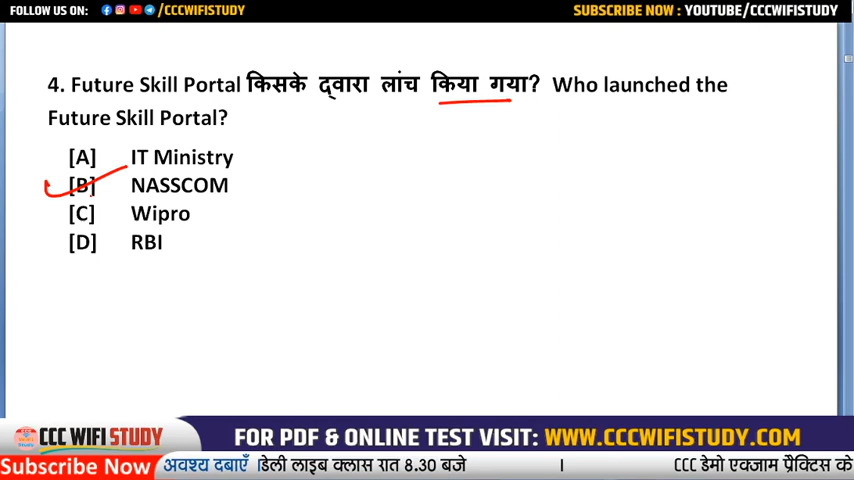 FOLLOW US ON: /CCCWIFISTUDY SUBSCRIBE NOW : YOUTUBE/CCCWIFISTUDY
4. Future Skill Portal किसके द्वारा लांच किया गया? Who launched the
Future Skill Portal?
[A] IT Ministry
[B] NASSCOM
[C] Wipro
[D] RBI
CCC WIFI STUDY FOR PDF & ONLINE TEST VISIT: WWW.CCCWIFISTUDY.COM
Subscribe Now अवश्य दबाएँ । डेली लाइब क्लास रात 8.30 बजे । CCC डेमो एक्जाम प्रैक्टिस के